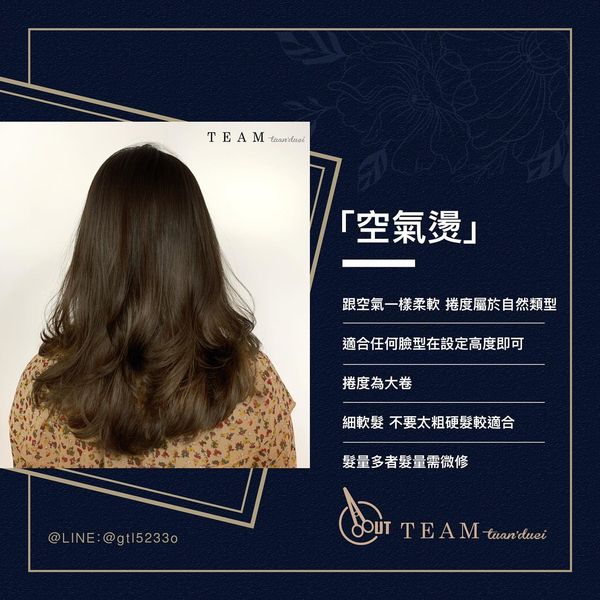 TEAM tuan'duei
「空氣燙」
跟空氣一樣柔軟 捲度屬於自然類型
適合任何臉型在設定高度即可
捲度為大卷
細軟髮 不要太粗硬髮較適合
髮量多者髮量需微修
@LINE:@gtl5233o
OUT TEAM tuan'duei